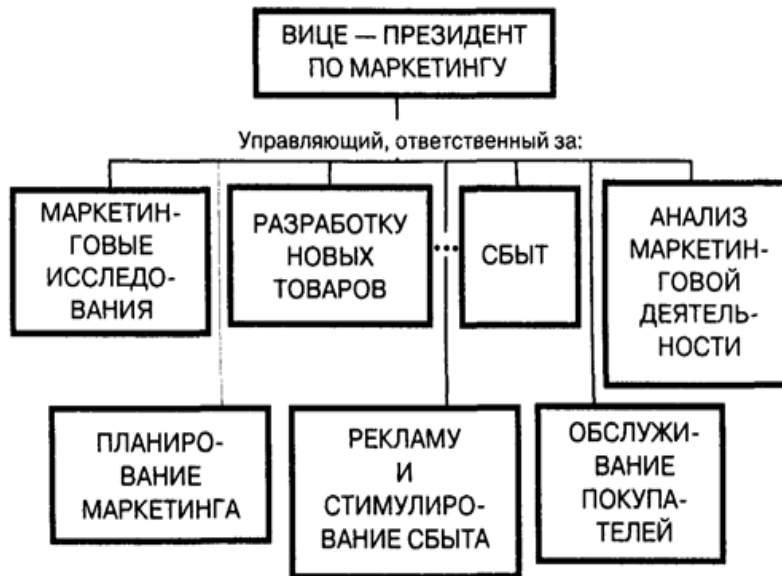 ВИЦЕ — ПРЕЗИДЕНТ
ПО МАРКЕТИНГУ
Управляющий, ответственный за:
МАРКЕТИН-
ГОВЫЕ
ИССЛЕДО-
ВАНИЯ
РАЗРАБОТКУ
НОВЫХ
ТОВАРОВ
...
СБЫТ
АНАЛИЗ
МАРКЕТИН-
ГОВОЙ
ДЕЯТЕЛЬ-
НОСТИ
ПЛАНИРО-
ВАНИЕ
МАРКЕТИНГА
РЕКЛАМУ
И
СТИМУЛИРО-
ВАНИЕ СБЫТА
ОБСЛУЖИ-
ВАНИЕ
ПОКУПА-
ТЕЛЕЙ